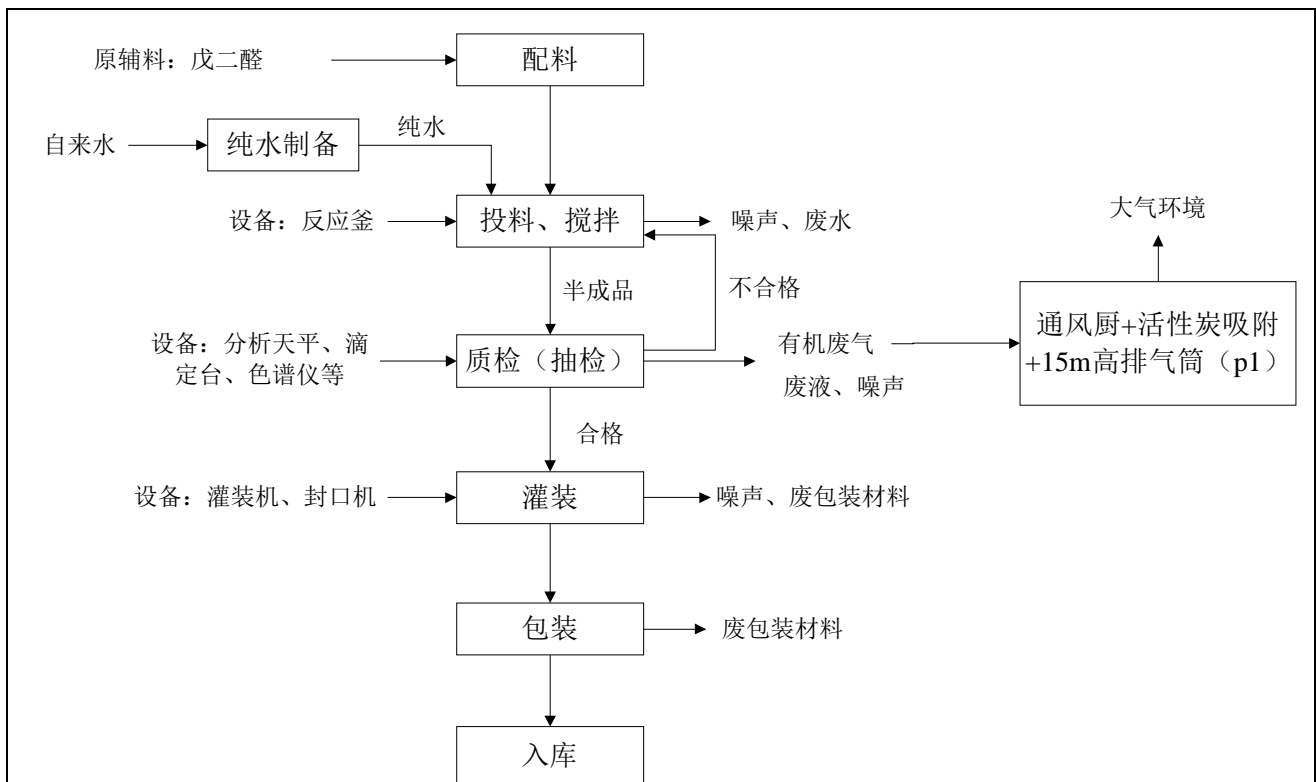 原辅料：戊二醛
配料
自来水
纯水制备
纯水
设备：反应釜
投料、搅拌
噪声、废水
大气环境
半成品
不合格
设备：分析天平、滴
定台、色谱仪等
质检（抽检）
有机废气
废液、噪声
通风厨+活性炭吸附
+15m高排气筒（p1）
合格
设备：灌装机、封口机
灌装
噪声、废包装材料
包装
废包装材料
入库